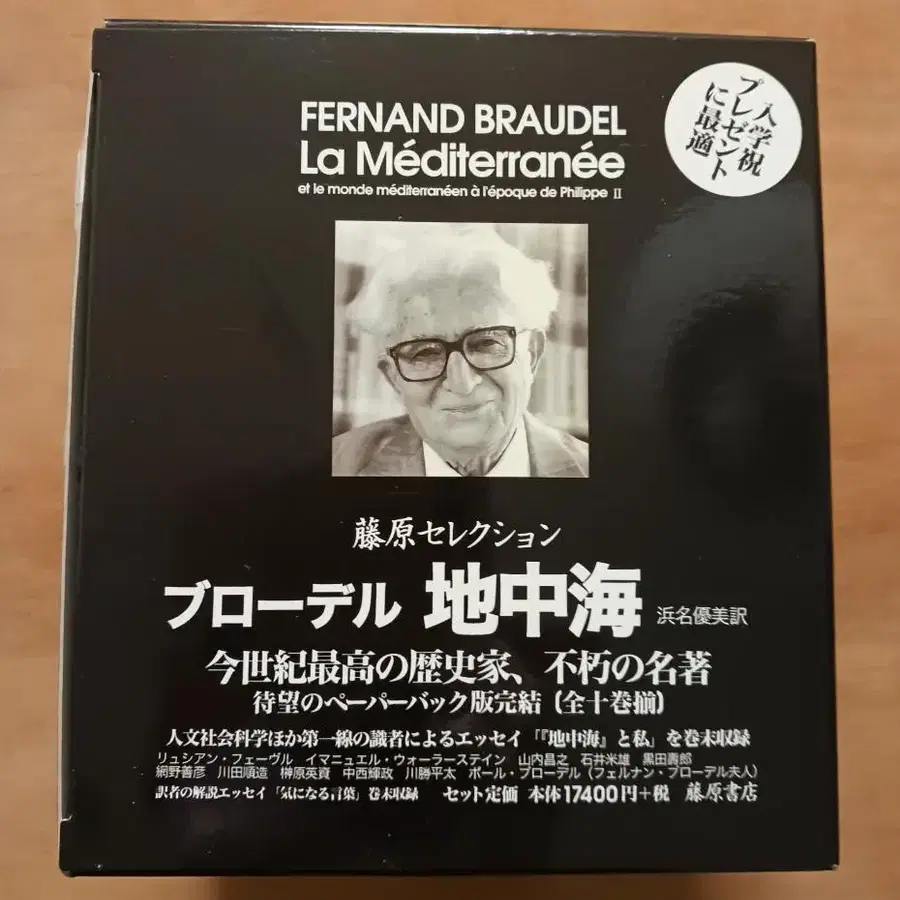 FERNAND BRAUDEL
La Méditerranée
et le monde méditerranéen à l'époque de Philippe II
入学祝
プレゼント
に最適
藤原セレクション
ブローデル 地中海 浜名優美訳
今世紀最高の歴史家、不朽の名著
待望のペーパーバック版完結〔全十巻揃〕
人文社会科学ほか第一線の識者によるエッセイ「『地中海』と私」を巻末収録
リュシアン・フェーヴル イマニュエル・ウォーラーステイン 山内昌之 石井米雄 黒田壽郎
網野善彦 川田順造 榊原英資 中西輝政 川勝平太 ポール・ブローデル（フェルナン・ブローデル夫人）
訳者の解説エッセイ「気になる言葉」巻末収録 セット定価 本体17400円+税 藤原書店